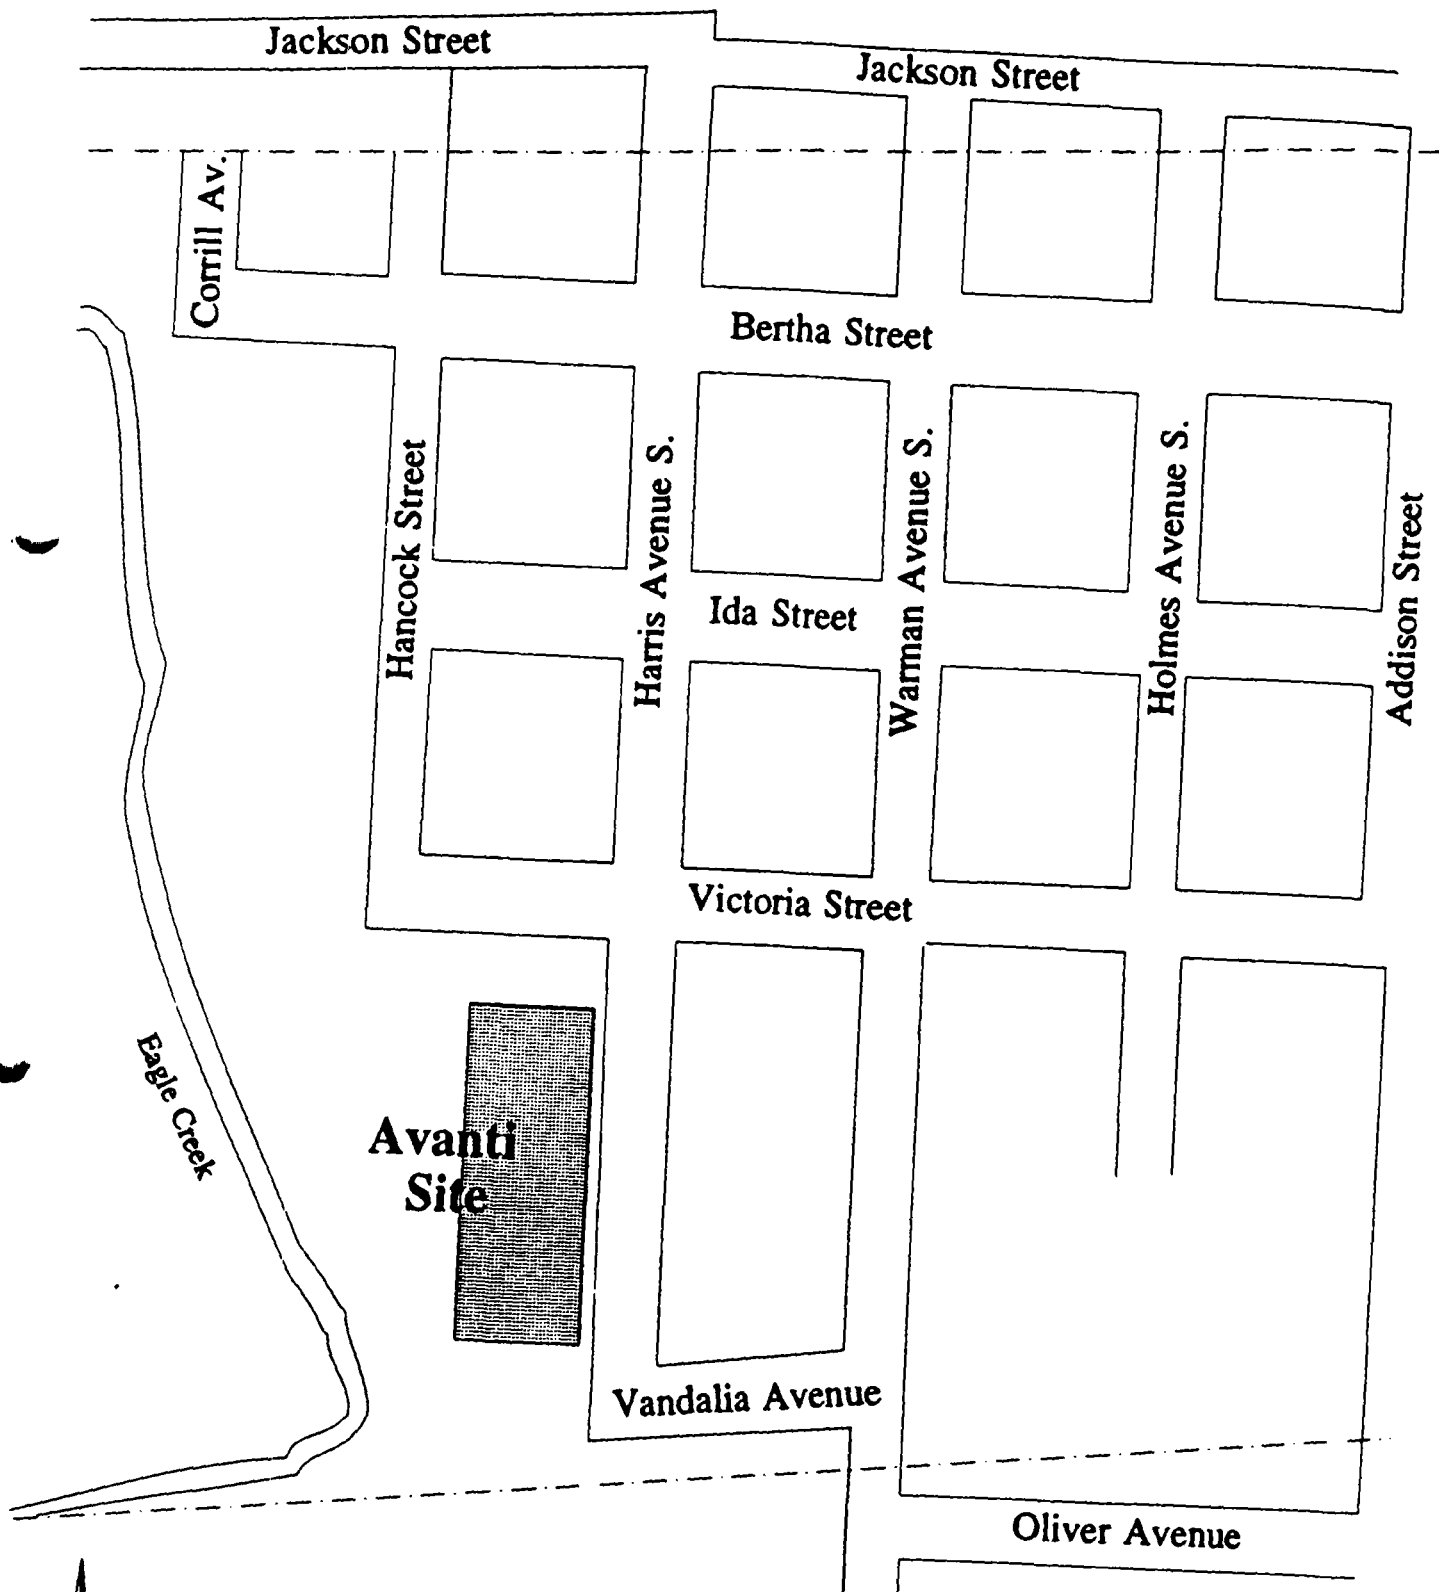 Jackson Street
Jackson Street
Corrill Av.
Bertha Street
Hancock Street
Harris Avenue S.
Warman Avenue S.
Holmes Avenue S.
Addison Street
Ida Street
Victoria Street
Eagle Creek
Avanti
Site
Vandalia Avenue
Oliver Avenue